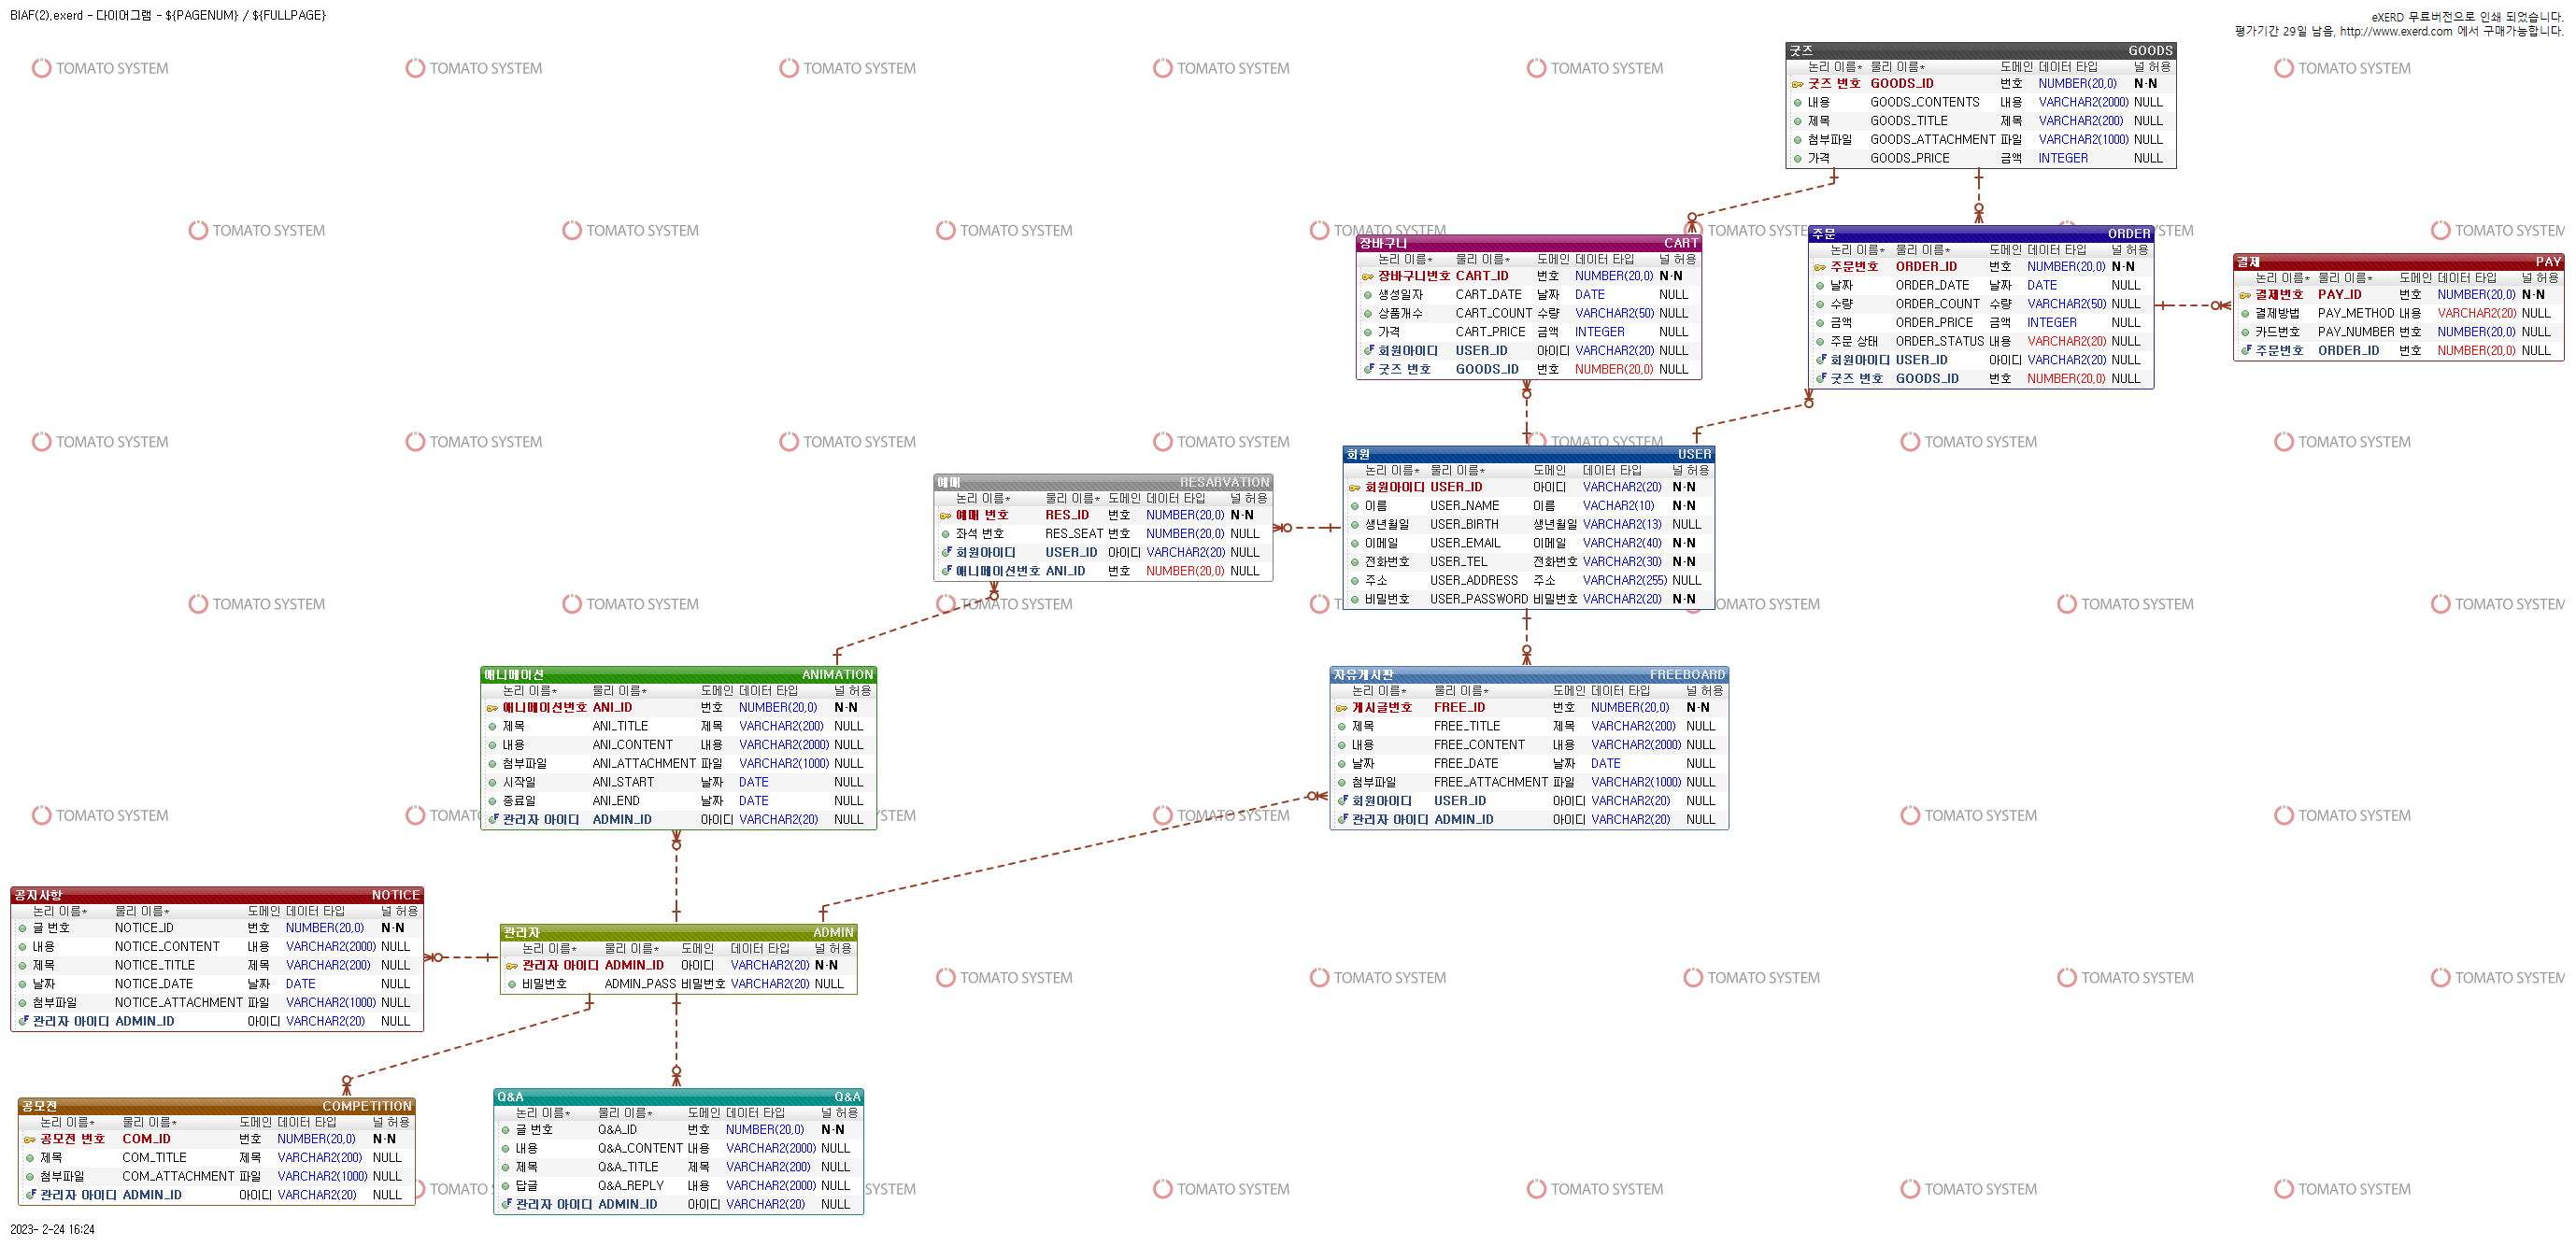 BIAF(2).exerd - 다이어그램 - ${PAGENUM} / ${FULLPAGE}
eXERD 무료버전으로 인쇄 되었습니다.
평가기간 29일 남음, http://www.exerd.com 에서 구매가능합니다.
굿즈 GOODS
논리 이름* 물리 이름* 도메인 데이터 타입 널 허용
굿즈 번호 GOODS_ID 번호 NUMBER(20,0) N-N
내용 GOODS_CONTENTS 내용 VARCHAR2(2000) NULL
제목 GOODS_TITLE 제목 VARCHAR2(200) NULL
첨부파일 GOODS_ATTACHMENT 파일 VARCHAR2(1000) NULL
가격 GOODS_PRICE 금액 INTEGER NULL
장바구니 CART
논리 이름* 물리 이름* 도메인 데이터 타입 널 허용
장바구니번호 CART_ID 번호 NUMBER(20,0) N-N
생성일자 CART_DATE 날짜 DATE NULL
상품개수 CART_COUNT 수량 VARCHAR2(50) NULL
가격 CART_PRICE 금액 INTEGER NULL
회원아이디 USER_ID 아이디 VARCHAR2(20) NULL
굿즈 번호 GOODS_ID 번호 NUMBER(20,0) NULL
주문 ORDER
논리 이름* 물리 이름* 도메인 데이터 타입 널 허용
주문번호 ORDER_ID 번호 NUMBER(20,0) N-N
날짜 ORDER_DATE 날짜 DATE NULL
수량 ORDER_COUNT 수량 VARCHAR2(50) NULL
금액 ORDER_PRICE 금액 INTEGER NULL
주문 상태 ORDER_STATUS 내용 VARCHAR2(20) NULL
회원아이디 USER_ID 아이디 VARCHAR2(20) NULL
굿즈 번호 GOODS_ID 번호 NUMBER(20,0) NULL
결제 PAY
논리 이름* 물리 이름* 도메인 데이터 타입 널 허용
결제번호 PAY_ID 번호 NUMBER(20,0) N-N
결제방법 PAY_METHOD 내용 VARCHAR2(20) NULL
카드번호 PAY_NUMBER 번호 NUMBER(20,0) NULL
주문번호 ORDER_ID 번호 NUMBER(20,0) NULL
예매 RESARVATION
논리 이름* 물리 이름* 도메인 데이터 타입 널 허용
예매 번호 RES_ID 번호 NUMBER(20,0) N-N
좌석 번호 RES_SEAT 번호 NUMBER(20,0) NULL
회원아이디 USER_ID 아이디 VARCHAR2(20) NULL
애니메이션번호 ANI_ID 번호 NUMBER(20,0) NULL
회원 USER
논리 이름* 물리 이름* 도메인 데이터 타입 널 허용
회원아이디 USER_ID 아이디 VARCHAR2(20) N-N
이름 USER_NAME 이름 VACHAR2(10) N-N
생년월일 USER_BIRTH 생년월일 VARCHAR2(13) NULL
이메일 USER_EMAIL 이메일 VARCHAR2(40) N-N
전화번호 USER_TEL 전화번호 VARCHAR2(30) N-N
주소 USER_ADDRESS 주소 VARCHAR2(255) NULL
비밀번호 USER_PASSWORD 비밀번호 VARCHAR2(20) N-N
애니메이션 ANIMATION
논리 이름* 물리 이름* 도메인 데이터 타입 널 허용
애니메이션번호 ANI_ID 번호 NUMBER(20,0) N-N
제목 ANI_TITLE 제목 VARCHAR2(200) NULL
내용 ANI_CONTENT 내용 VARCHAR2(2000) NULL
첨부파일 ANI_ATTACHMENT 파일 VARCHAR2(1000) NULL
시작일 ANI_START 날짜 DATE NULL
종료일 ANI_END 날짜 DATE NULL
관리자 아이디 ADMIN_ID 아이디 VARCHAR2(20) NULL
자유게시판 FREEBOARD
논리 이름* 물리 이름* 도메인 데이터 타입 널 허용
게시글번호 FREE_ID 번호 NUMBER(20,0) N-N
제목 FREE_TITLE 제목 VARCHAR2(200) NULL
내용 FREE_CONTENT 내용 VARCHAR2(2000) NULL
날짜 FREE_DATE 날짜 DATE NULL
첨부파일 FREE_ATTACHMENT 파일 VARCHAR2(1000) NULL
회원아이디 USER_ID 아이디 VARCHAR2(20) NULL
관리자 아이디 ADMIN_ID 아이디 VARCHAR2(20) NULL
공지사항 NOTICE
논리 이름* 물리 이름* 도메인 데이터 타입 널 허용
글 번호 NOTICE_ID 번호 NUMBER(20,0) N-N
내용 NOTICE_CONTENT 내용 VARCHAR2(2000) NULL
제목 NOTICE_TITLE 제목 VARCHAR2(200) NULL
날짜 NOTICE_DATE 날짜 DATE NULL
첨부파일 NOTICE_ATTACHMENT 파일 VARCHAR2(1000) NULL
관리자 아이디 ADMIN_ID 아이디 VARCHAR2(20) NULL
관리자 ADMIN
논리 이름* 물리 이름* 도메인 데이터 타입 널 허용
관리자 아이디 ADMIN_ID 아이디 VARCHAR2(20) N-N
비밀번호 ADMIN_PASS 비밀번호 VARCHAR2(20) NULL
공모전 COMPETITION
논리 이름* 물리 이름* 도메인 데이터 타입 널 허용
공모전 번호 COM_ID 번호 NUMBER(20,0) N-N
제목 COM_TITLE 제목 VARCHAR2(200) NULL
첨부파일 COM_ATTACHMENT 파일 VARCHAR2(1000) NULL
관리자 아이디 ADMIN_ID 아이디 VARCHAR2(20) NULL
Q&A Q&A
논리 이름* 물리 이름* 도메인 데이터 타입 널 허용
글 번호 Q&A_ID 번호 NUMBER(20,0) N-N
내용 Q&A_CONTENT 내용 VARCHAR2(2000) NULL
제목 Q&A_TITLE 제목 VARCHAR2(200) NULL
답글 Q&A_REPLY 내용 VARCHAR2(2000) NULL
관리자 아이디 ADMIN_ID 아이디 VARCHAR2(20) NULL
2023- 2-24 16:24